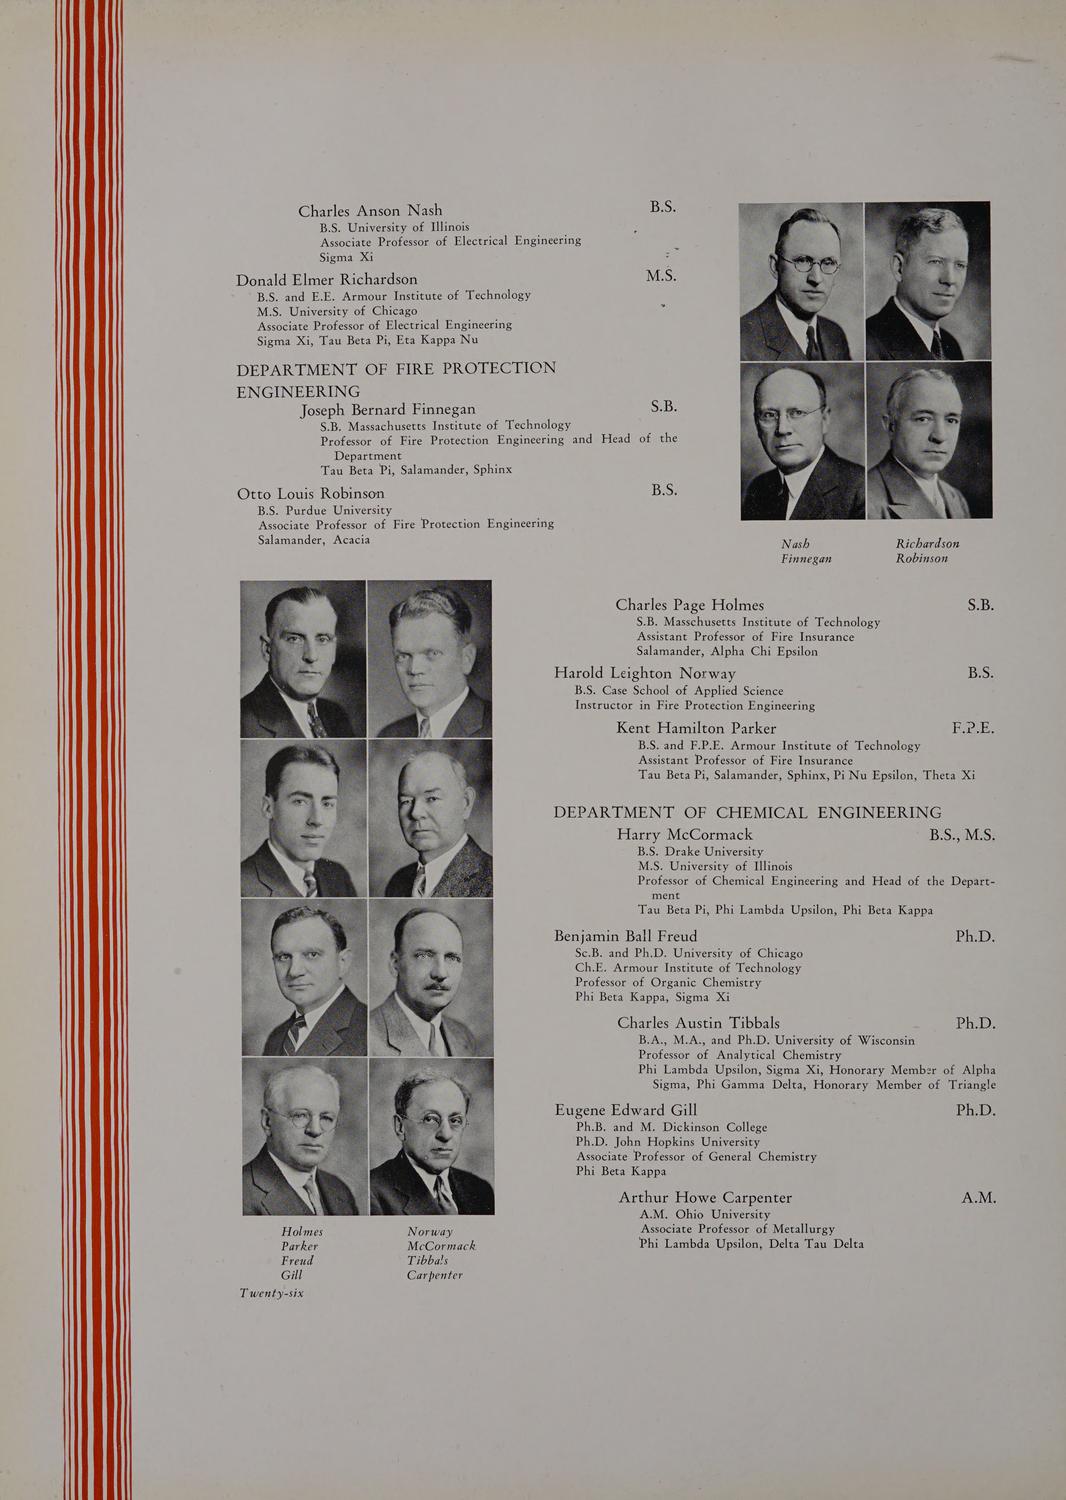 Charles Anson Nash B.S.
B.S. University of Illinois
Associate Professor of Electrical Engineering
Sigma Xi
Donald Elmer Richardson M.S.
B.S. and E.E. Armour Institute of Technology
M.S. University of Chicago
Associate Professor of Electrical Engineering
Sigma Xi, Tau Beta Pi, Eta Kappa Nu
DEPARTMENT OF FIRE PROTECTION
ENGINEERING
Joseph Bernard Finnegan S.B.
S.B. Massachusetts Institute of Technology
Professor of Fire Protection Engineering and Head of the
Department
Tau Beta Pi, Salamander, Sphinx
Otto Louis Robinson B.S.
B.S. Purdue University
Associate Professor of Fire Protection Engineering
Salamander, Acacia
Nash Richardson
Finnegan Robinson
Charles Page Holmes S.B.
S.B. Masschusetts Institute of Technology
Assistant Professor of Fire Insurance
Salamander, Alpha Chi Epsilon
Harold Leighton Norway B.S.
B.S. Case School of Applied Science
Instructor in Fire Protection Engineering
Kent Hamilton Parker F.P.E.
B.S. and F.P.E. Armour Institute of Technology
Assistant Professor of Fire Insurance
Tau Beta Pi, Salamander, Sphinx, Pi Nu Epsilon, Theta Xi
DEPARTMENT OF CHEMICAL ENGINEERING
Harry McCormack B.S., M.S.
B.S. Drake University
M.S. University of Illinois
Professor of Chemical Engineering and Head of the Depart-
ment
Tau Beta Pi, Phi Lambda Upsilon, Phi Beta Kappa
Benjamin Ball Freud Ph.D.
Sc.B. and Ph.D. University of Chicago
Ch.E. Armour Institute of Technology
Professor of Organic Chemistry
Phi Beta Kappa, Sigma Xi
Charles Austin Tibbals Ph.D.
B.A., M.A., and Ph.D. University of Wisconsin
Professor of Analytical Chemistry
Phi Lambda Upsilon, Sigma Xi, Honorary Member of Alpha
Sigma, Phi Gamma Delta, Honorary Member of Triangle
Eugene Edward Gill Ph.D.
Ph.B. and M. Dickinson College
Ph.D. John Hopkins University
Associate Professor of General Chemistry
Phi Beta Kappa
Arthur Howe Carpenter A.M.
A.M. Ohio University
Associate Professor of Metallurgy
Phi Lambda Upsilon, Delta Tau Delta
Holmes Norway
Parker McCormack
Freud Tibbals
Gill Carpenter
Twenty-six